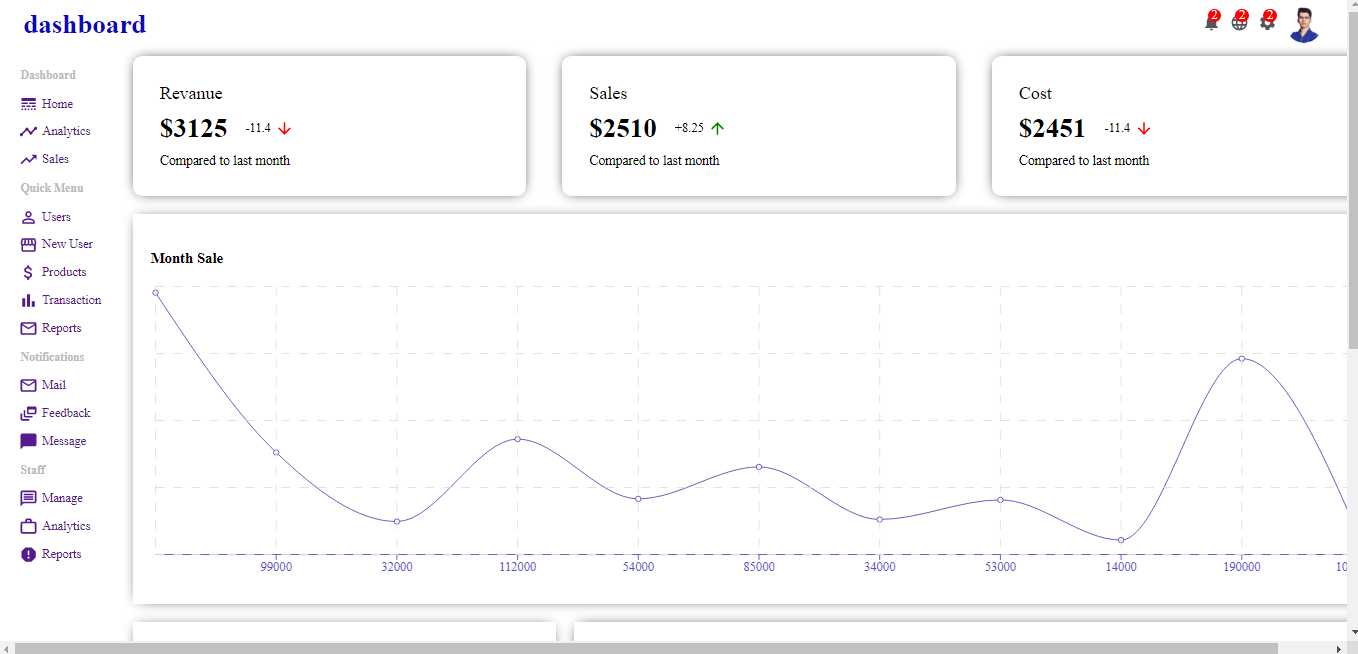 dashboard
2 2 2
Dashboard
Home
Analytics
Sales
Quick Menu
Users
New User
Products
Transaction
Reports
Notifications
Mail
Feedback
Message
Staff
Manage
Analytics
Reports
Revanue
$3125 -11.4
Compared to last month
Sales
$2510 +8.25
Compared to last month
Cost
$2451 -11.4
Compared to last month
Month Sale
99000 32000 112000 54000 85000 34000 53000 14000 190000